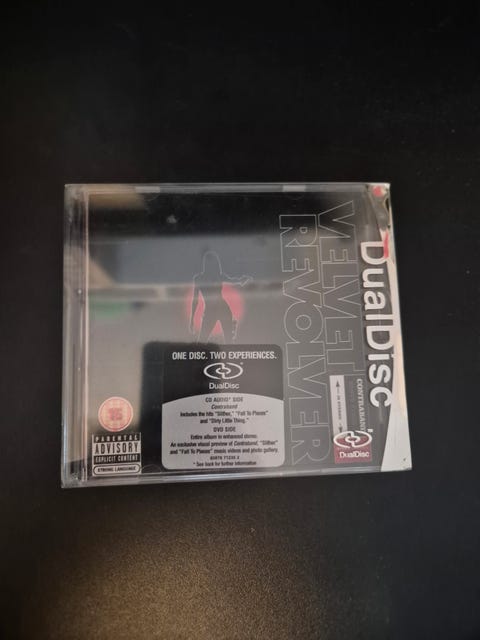 DualDisc
VELVET
REVOLVER
CONTRABAND
ONE DISC. TWO EXPERIENCES.
DualDisc
CD AUDIO* SIDE
Contraband
Includes the hits "Slither," "Fall To Pieces"
and "Dirty Little Thing."
DVD SIDE
Entire album in enhanced stereo.
An exclusive visual preview of Contraband, "Slither"
and "Fall To Pieces" music videos and photo gallery.
* See back for further information
DualDisc
PARENTAL
ADVISORY
EXPLICIT CONTENT
STRONG LANGUAGE